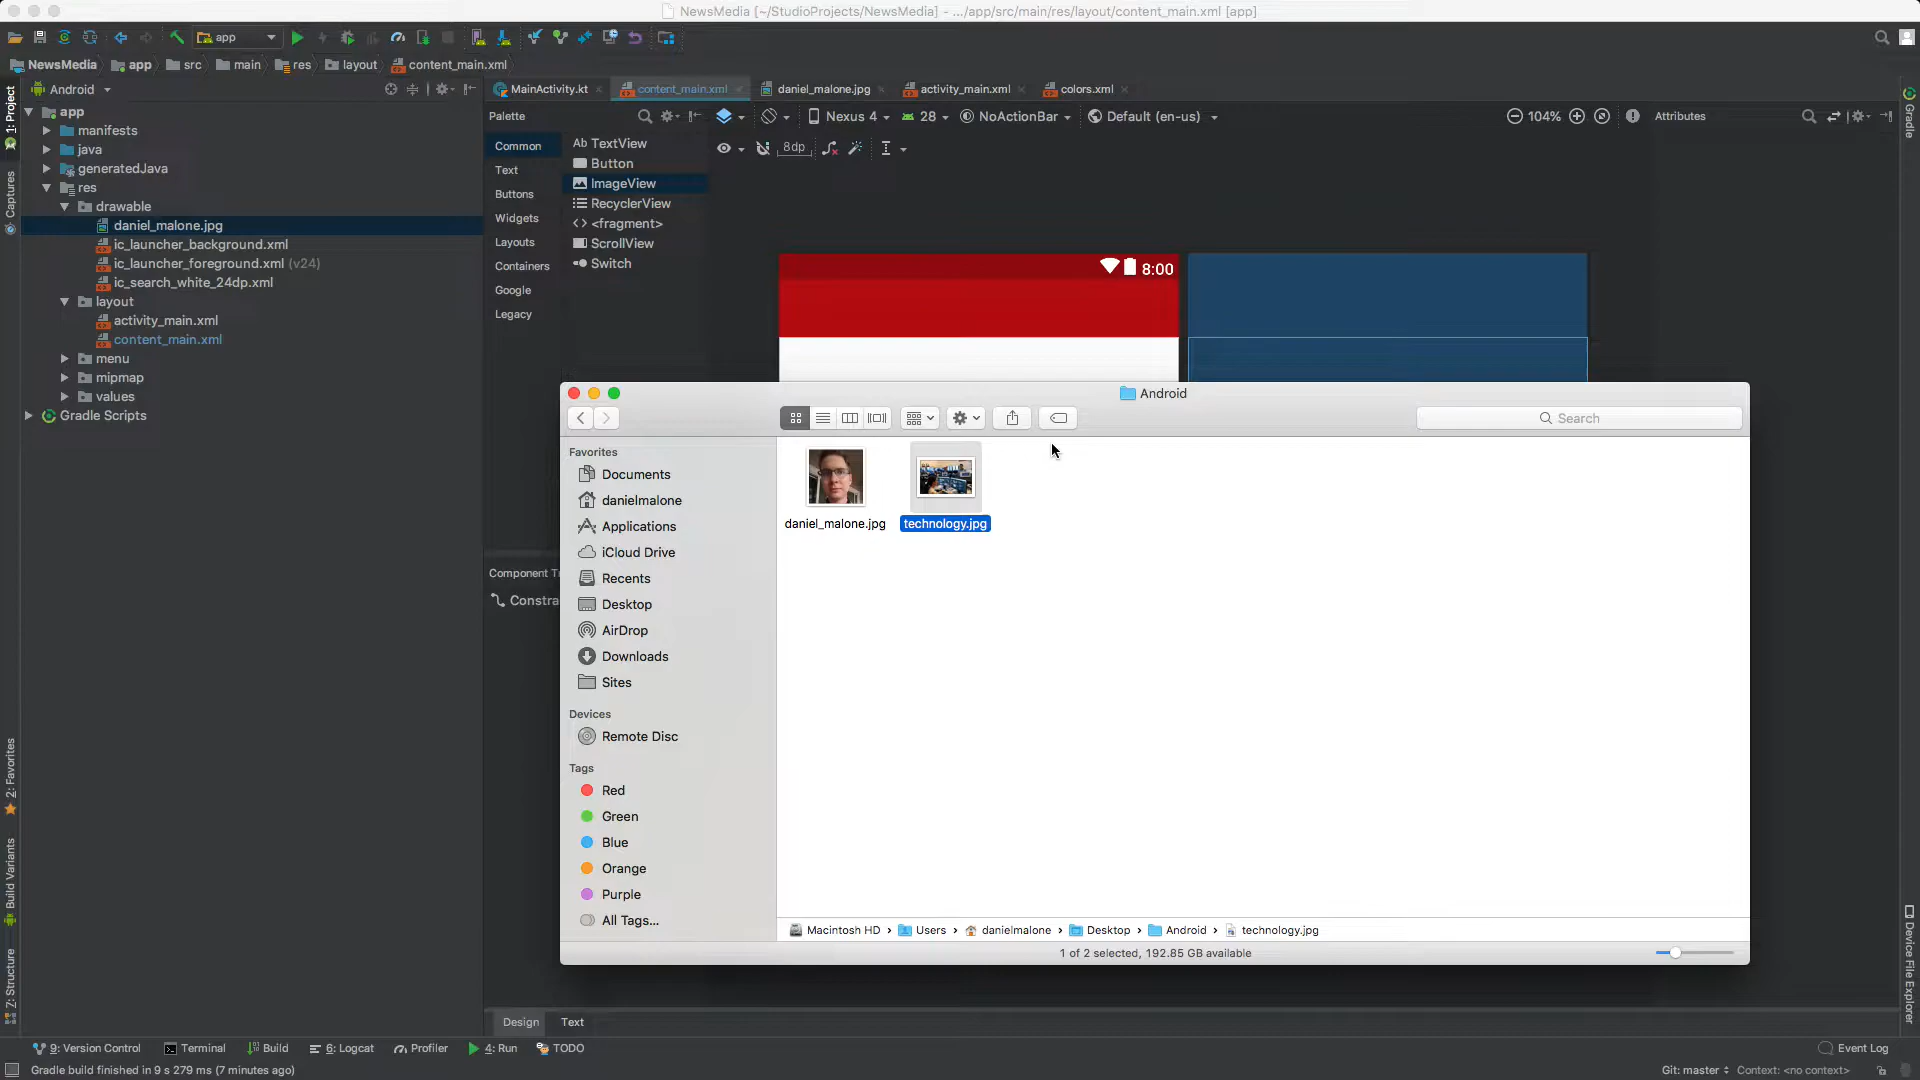 NewsMedia [~/StudioProjects/NewsMedia] - .../app/src/main/res/layout/content_main.xml [app]
app
NewsMedia app src main res layout content_main.xml
1: Project
Captures
2: Favorites
Build Variants
7: Structure
Android
app
manifests
java
generatedJava
res
drawable
daniel_malone.jpg
ic_launcher_background.xml
ic_launcher_foreground.xml (v24)
ic_search_white_24dp.xml
layout
activity_main.xml
content_main.xml
menu
mipmap
values
Gradle Scripts
MainActivity.kt content_main.xml daniel_malone.jpg activity_main.xml colors.xml
Palette
Common
Text
Buttons
Widgets
Layouts
Containers
Google
Legacy
Ab TextView
Button
ImageView
RecyclerView
<> <fragment>
ScrollView
Switch
Nexus 4 28 NoActionBar Default (en-us) 104% Attributes
8dp
8:00
Component T
Constra
Android
Search
Favorites
Documents
danielmalone
Applications
iCloud Drive
Recents
Desktop
AirDrop
Downloads
Sites
Devices
Remote Disc
Tags
Red
Green
Blue
Orange
Purple
All Tags...
daniel_malone.jpg technology.jpg
Macintosh HD › Users › danielmalone › Desktop › Android › technology.jpg
1 of 2 selected, 192.85 GB available
Gradle
Device File Explorer
Design Text
9: Version Control Terminal Build 6: Logcat Profiler 4: Run TODO Event Log
Gradle build finished in 9 s 279 ms (7 minutes ago) Git: master Context: <no context>